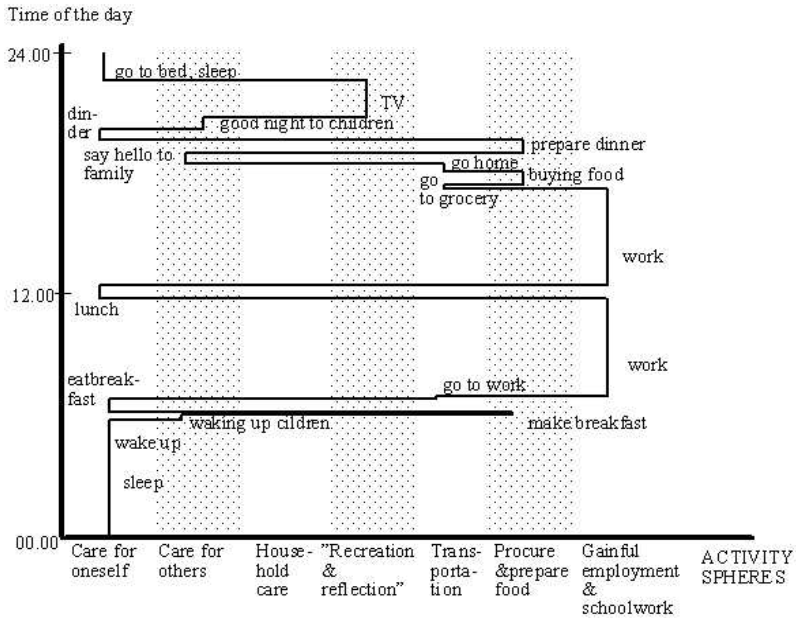 Time of the day
24.00
go to bed, sleep
TV
din-
der
good night to children
prepare dinner
say hello to
family
go home
buying food
go
to grocery
work
12.00
lunch
work
eatbreak-
fast
go to work
waking up cildren
make breakfast
wake up
sleep
00.00
Care for
oneself
Care for
others
House-
hold
care
"Recreation
&
reflection"
Trans-
porta-
tion
Procure
&prepare
food
Gainful
employment
&
schoolwork
ACTIVITY
SPHERES